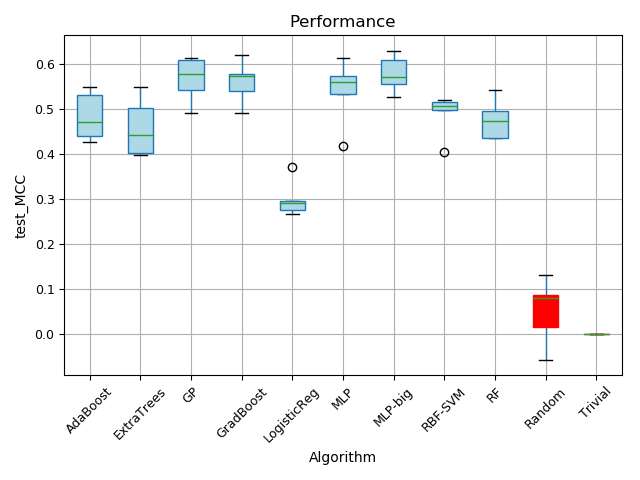 Performance
test_MCC
0.6
0.5
0.4
0.3
0.2
0.1
0.0
AdaBoost
ExtraTrees
GP
GradBoost
LogisticReg
MLP
MLP-big
RBF-SVM
RF
Random
Trivial
Algorithm